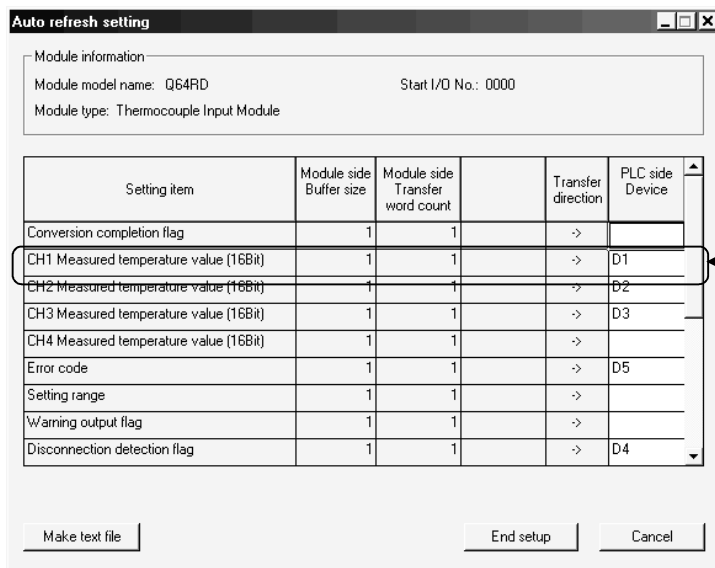 Auto refresh setting
Module information
Module model name: Q64RD Start I/O No.: 0000
Module type: Thermocouple Input Module
Setting item Module side Buffer size Module side Transfer word count Transfer direction PLC side Device
Conversion completion flag 1 1 ->
CH1 Measured temperature value (16Bit) 1 1 -> D1
CH2 Measured temperature value (16Bit) 1 1 -> D2
CH3 Measured temperature value (16Bit) 1 1 -> D3
CH4 Measured temperature value (16Bit) 1 1 ->
Error code 1 1 -> D5
Setting range 1 1 ->
Warning output flag 1 1 ->
Disconnection detection flag 1 1 -> D4
Make text file End setup Cancel